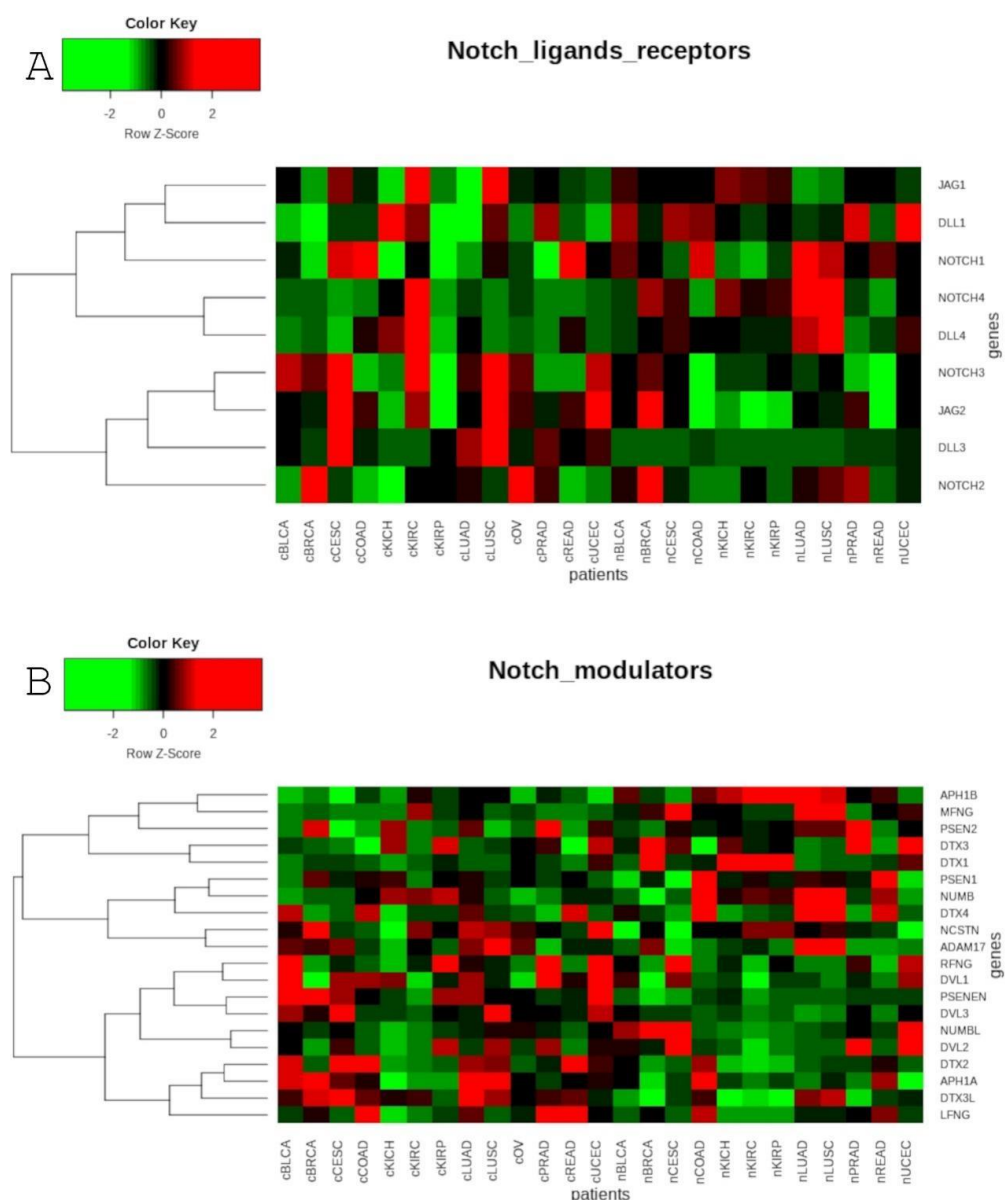 A
Color Key
-2 0 2
Row Z-Score
Notch_ligands_receptors
JAG1
DLL1
NOTCH1
NOTCH4
DLL4
NOTCH3
JAG2
DLL3
NOTCH2
genes
cBLCA cBRCA cCESC cCOAD cKICH cKIRC cKIRP cLUAD cLUSC cOV cPRAD cREAD cUCEC nBLCA nBRCA nCESC nCOAD nKICH nKIRC nKIRP nLUAD nLUSC nPRAD nREAD nUCEC
patients
B
Color Key
-2 0 2
Row Z-Score
Notch_modulators
APH1B
MFNG
PSEN2
DTX3
DTX1
PSEN1
NUMB
DTX4
NCSTN
ADAM17
RFNG
DVL1
PSENEN
DVL3
NUMBL
DVL2
DTX2
APH1A
DTX3L
LFNG
genes
cBLCA cBRCA cCESC cCOAD cKICH cKIRC cKIRP cLUAD cLUSC cOV cPRAD cREAD cUCEC nBLCA nBRCA nCESC nCOAD nKICH nKIRC nKIRP nLUAD nLUSC nPRAD nREAD nUCEC
patients